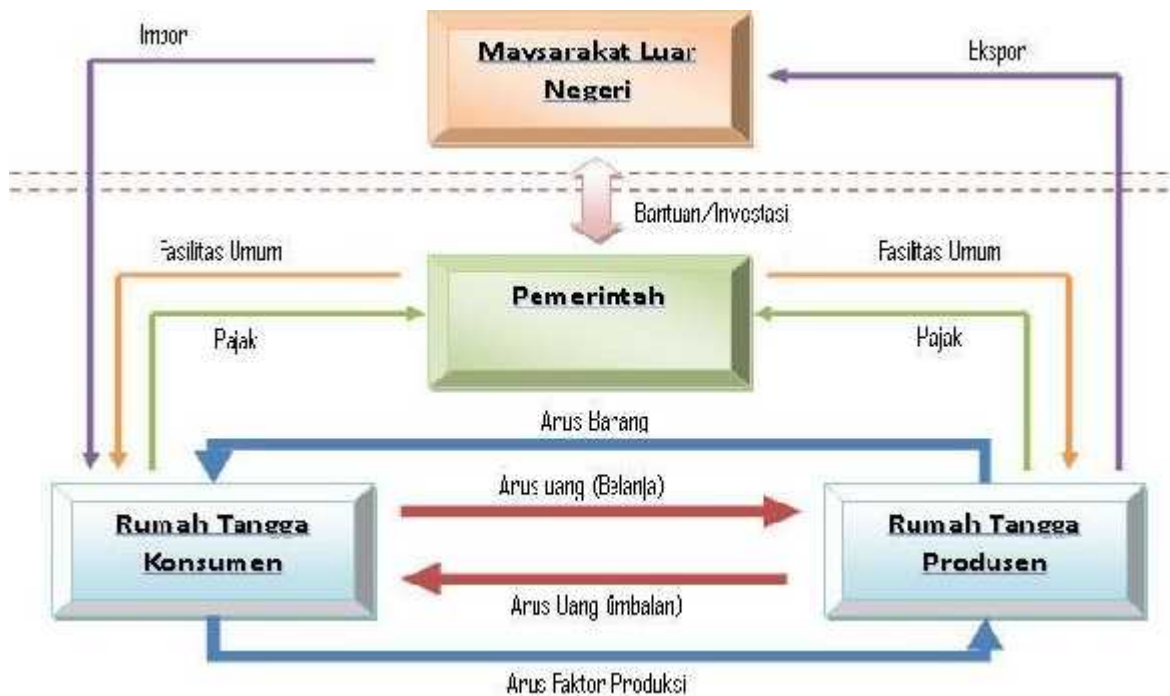 Impor
Maysarakat Luar
Negeri
Ekspor
Bantuan/Investasi
Fasilitas Umum
Fasilitas Umum
Pemerintah
Pajak
Pajak
Arus Barang
Arus uang (Belanja)
Rumah Tangga
Konsumen
Rumah Tangga
Produsen
Arus Uang (imbalan)
Arus Faktor Produksi